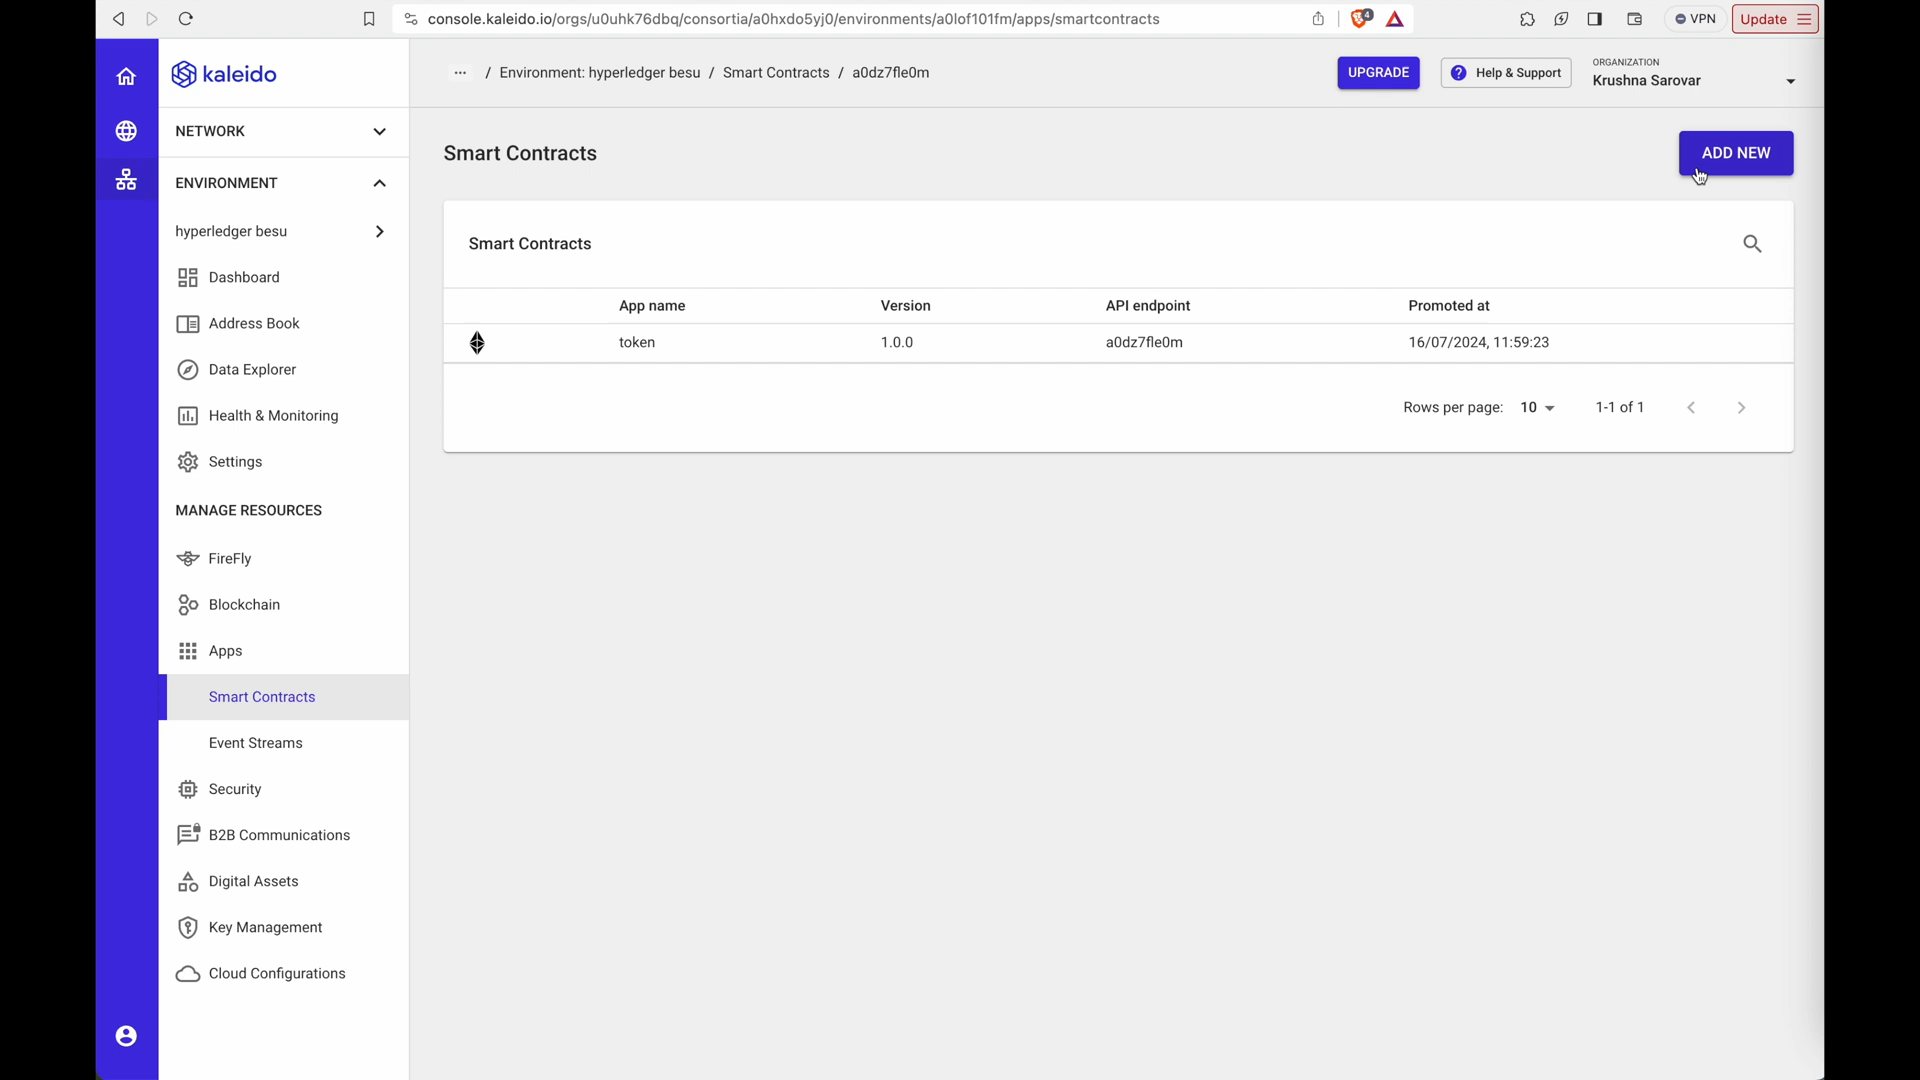 console.kaleido.io/orgs/u0uhk76dbq/consortia/a0hxdo5yj0/environments/a0lof101fm/apps/smartcontracts
4
VPN
Update
kaleido
... / Environment: hyperledger besu / Smart Contracts / a0dz7fle0m
UPGRADE
? Help & Support
ORGANIZATION
Krushna Sarovar
NETWORK
ENVIRONMENT
hyperledger besu
Dashboard
Address Book
Data Explorer
Health & Monitoring
Settings
MANAGE RESOURCES
FireFly
Blockchain
Apps
Smart Contracts
Event Streams
Security
B2B Communications
Digital Assets
Key Management
Cloud Configurations
Smart Contracts
ADD NEW
Smart Contracts
App name Version API endpoint Promoted at
token 1.0.0 a0dz7fle0m 16/07/2024, 11:59:23
Rows per page: 10 1-1 of 1